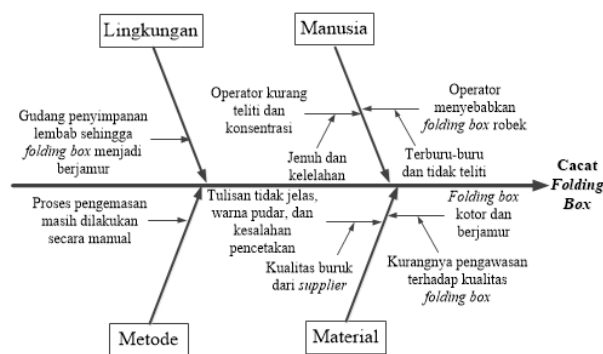 Lingkungan
Manusia
Operator kurang
teliti dan
konsentrasi
Operator
menyebabkan
folding box robek
Gudang penyimpanan
lembab sehingga
folding box menjadi
berjamur
Jenuh dan
kelelahan
Terburu-buru
dan tidak teliti
Cacat
Folding
Box
Proses pengemasan
masih dilakukan
secara manual
Tulisan tidak jelas,
warna pudar, dan
kesalahan
pencetakan
Folding box
kotor dan
berjamur
Kualitas buruk
dari supplier
Kurangnya pengawasan
terhadap kualitas
folding box
Metode
Material